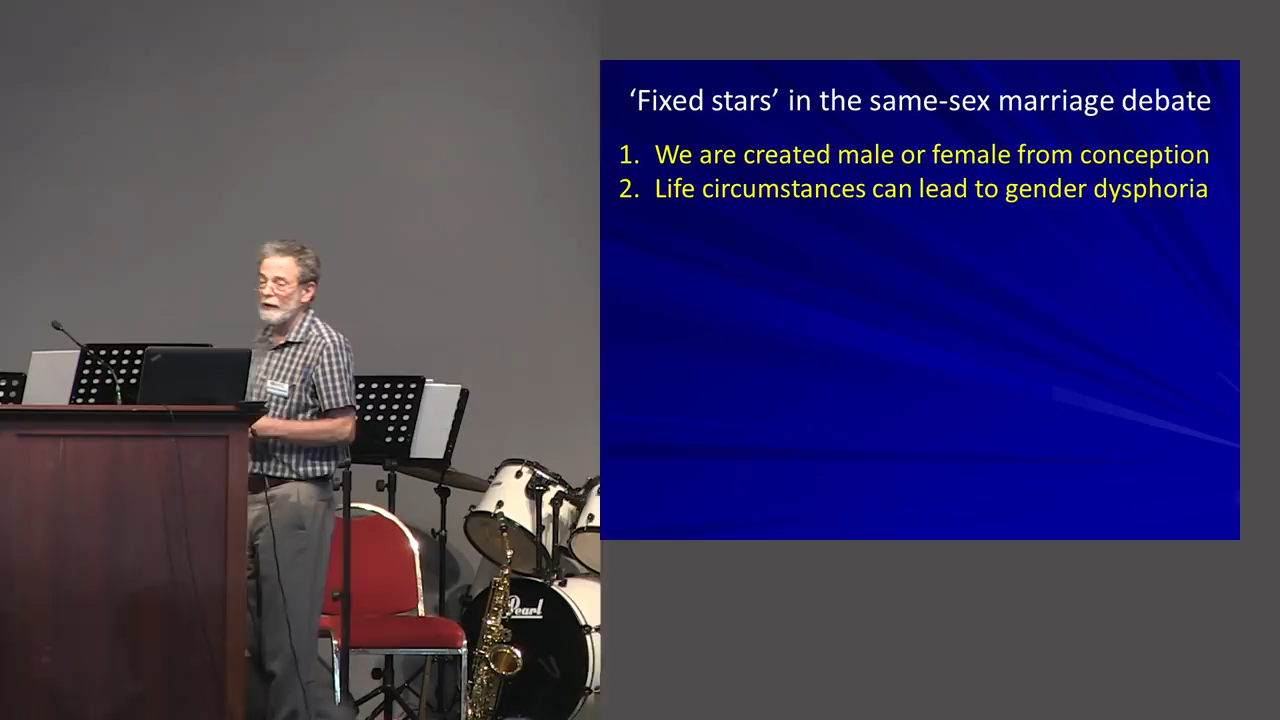 ‘Fixed stars’ in the same-sex marriage debate
1. We are created male or female from conception
2. Life circumstances can lead to gender dysphoria
Pearl